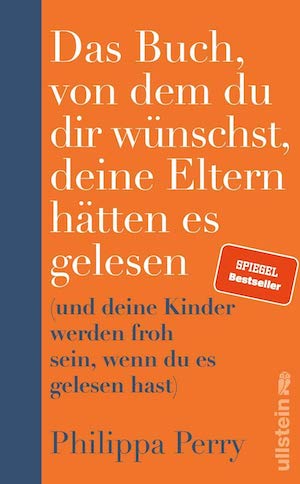 Das Buch,
von dem du
dir wünschst,
deine Eltern
hätten es
gelesen
SPIEGEL
Bestseller
(und deine Kinder
werden froh
sein, wenn du es
gelesen hast)
Philippa Perry
ullstein